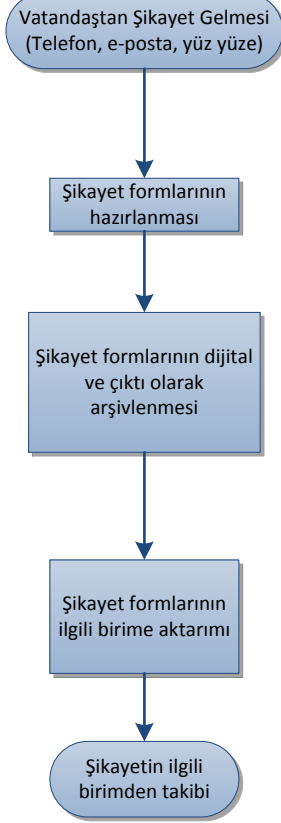 Vatandaştan Şikayet Gelmesi
(Telefon, e-posta, yüz yüze)
Şikayet formlarının
hazırlanması
Şikayet formlarının dijital
ve çıktı olarak
arşivlenmesi
Şikayet formlarının
ilgili birime aktarımı
Şikayetin ilgili
birimden takibi